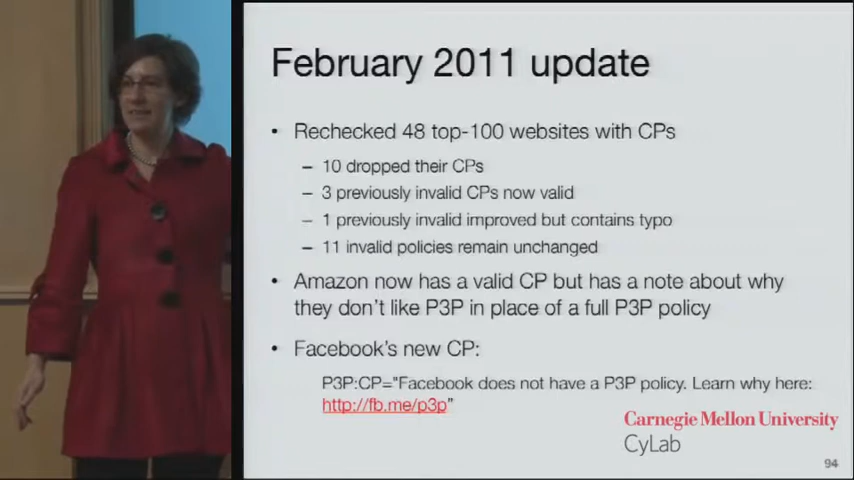 February 2011 update
• Rechecked 48 top-100 websites with CPs
– 10 dropped their CPs
– 3 previously invalid CPs now valid
– 1 previously invalid improved but contains typo
– 11 invalid policies remain unchanged
• Amazon now has a valid CP but has a note about why
they don't like P3P in place of a full P3P policy
• Facebook's new CP:
P3P:CP="Facebook does not have a P3P policy. Learn why here:
http://fb.me/p3p"
Carnegie Mellon University
CyLab
94